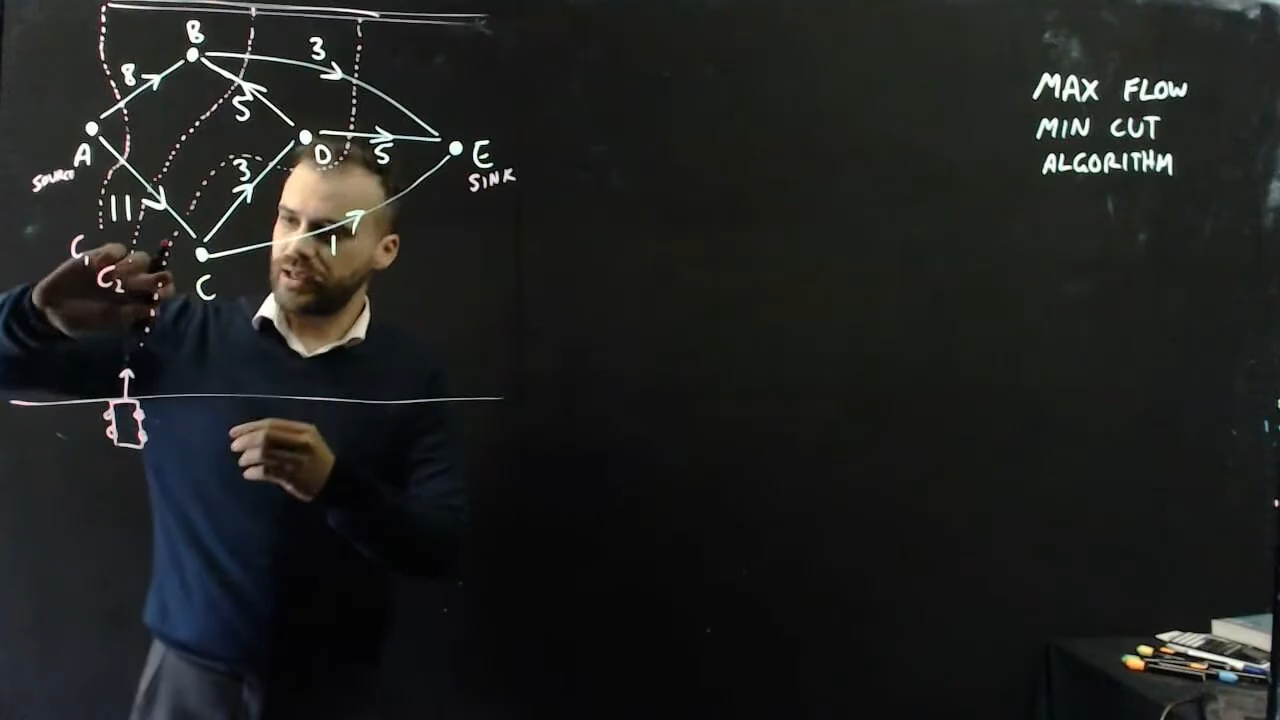 B
3
8
5
A
D
5
E
SOURCE
SINK
3
11
1
C1
C2
C
MAX FLOW
MIN CUT
ALGORITHM